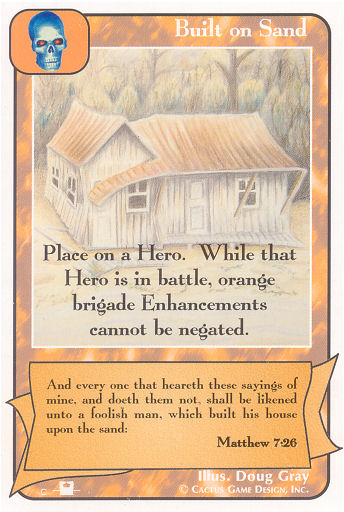 Built on Sand
Place on a Hero. While that
Hero is in battle, orange
brigade Enhancements
cannot be negated.
And every one that heareth these sayings of
mine, and doeth them not, shall be likened
unto a foolish man, which built his house
upon the sand:
Matthew 7:26
Illus. Doug Gray
© Cactus Game Design, Inc.